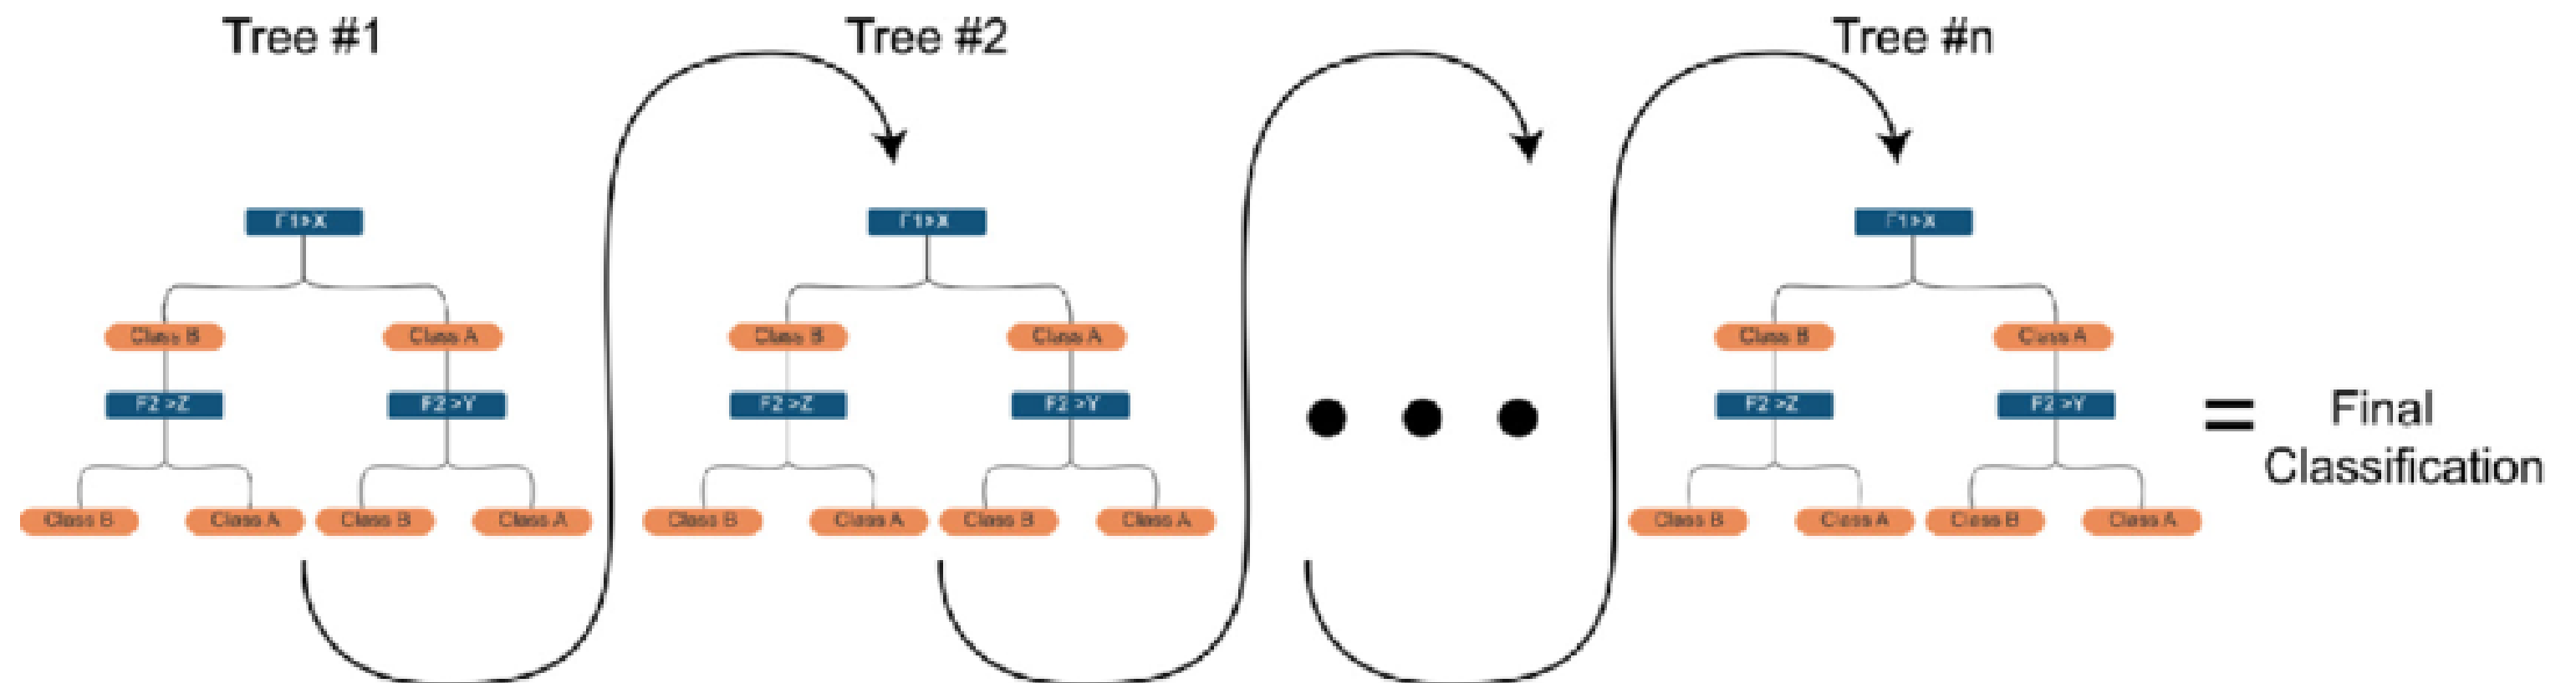 Tree #1
Tree #2
Tree #n
F1>X
F1>X
F1>X
Class B
Class A
Class B
Class A
Class B
Class A
F2 >Z
F2 >Y
F2 >Z
F2 >Y
F2 >Z
F2 >Y
=
Final
Classification
Class B
Class A
Class B
Class A
Class B
Class A
Class B
Class A
Class B
Class A
Class B
Class A